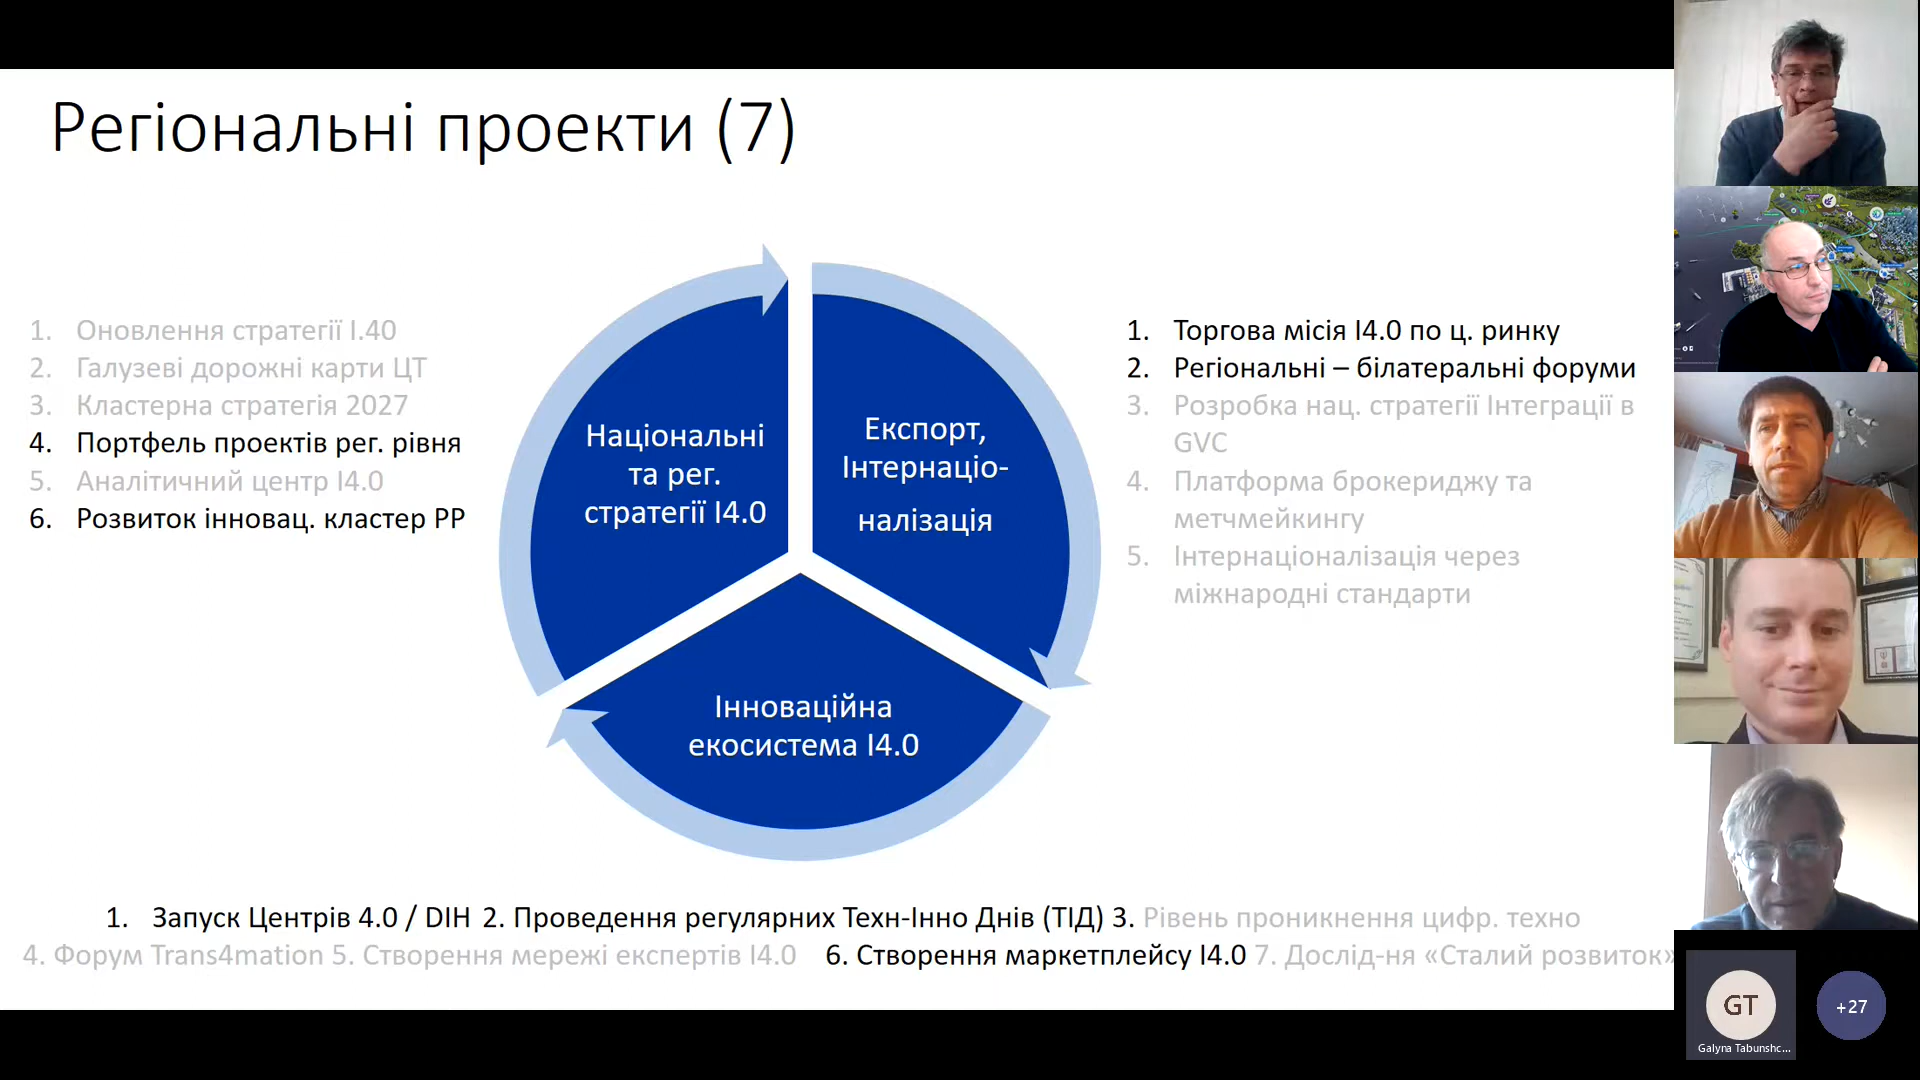 Регіональні проекти (7)
1. Оновлення стратегії І.40
2. Галузеві дорожні карти ЦТ
3. Кластерна стратегія 2027
4. Портфель проектів рег. рівня
5. Аналітичний центр І4.0
6. Розвиток інновац. кластер РР
Національні
та рег.
стратегії І4.0
Експорт,
Інтернаціо-
налізація
Інноваційна
екосистема І4.0
1. Торгова місія І4.0 по ц. ринку
2. Регіональні – білатеральні форуми
3. Розробка нац. стратегії Інтеграції в
GVC
4. Платформа брокериджу та
метчмейкингу
5. Інтернаціоналізація через
міжнародні стандарти
1. Запуск Центрів 4.0 / DIH 2. Проведення регулярних Техн-Інно Днів (ТІД) 3. Рівень проникнення цифр. техно
4. Форум Trans4mation 5. Створення мережі експертів І4.0 6. Створення маркетплейсу І4.0 7. Дослід-ня «Сталий розвиток»
GT
Galyna Tabunshc...
+27